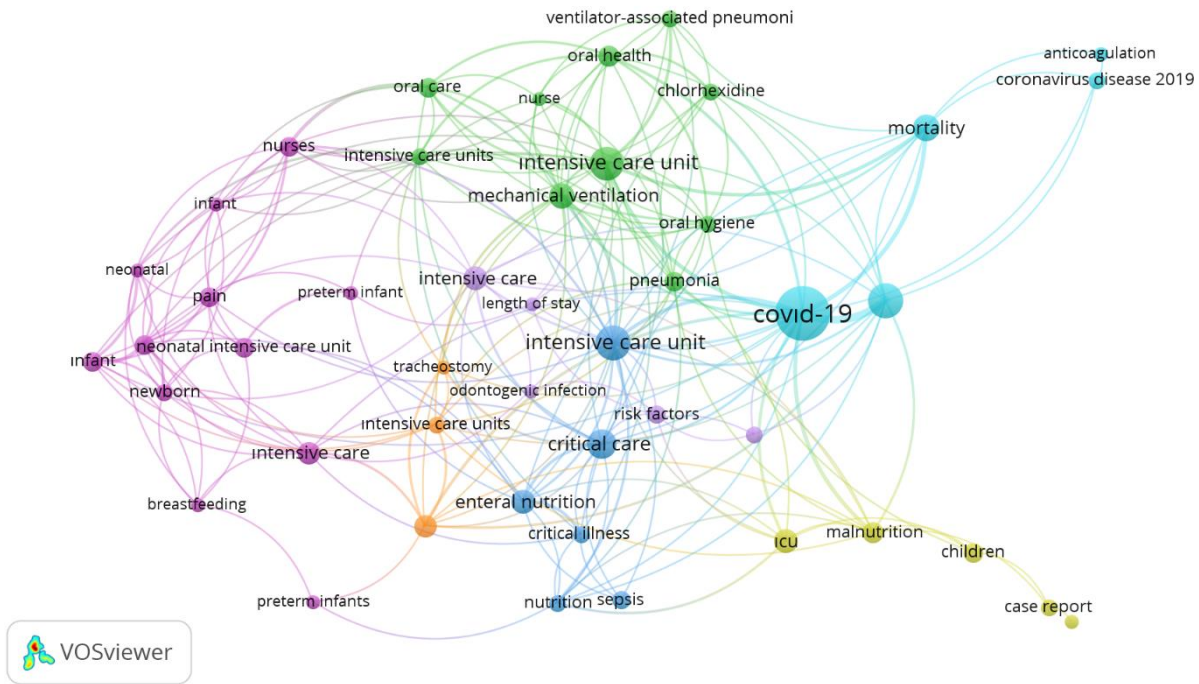 ventilator-associated pneumoni
oral health
anticoagulation
coronavirus disease 2019
oral care
nurse
chlorhexidine
mortality
nurses
intensive care units
intensive care unit
mechanical ventilation
infant
oral hygiene
neonatal
intensive care
pneumonia
pain
preterm infant
length of stay
covid-19
infant
neonatal intensive care unit
intensive care unit
tracheostomy
newborn
odontogenic infection
intensive care units
risk factors
intensive care
critical care
breastfeeding
enteral nutrition
critical illness
icu
malnutrition
children
preterm infants
nutrition
sepsis
case report
VOSviewer